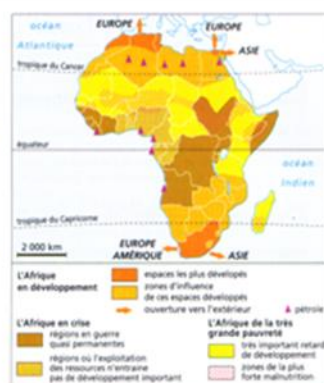 EUROPE
EUROPE
océan
Atlantique
ASIE
tropique du Cancer
équateur
océan
Indien
tropique du Capricorne
2 000 km
EUROPE
AMÉRIQUE
ASIE
L'Afrique
en développement
espaces les plus développés
zones d'influence
de ces espaces développés
ouverture vers l'extérieur
pétrole
L'Afrique en crise
régions en guerre
quasi permanentes
régions où l'exploitation
des ressources n'entraine
pas de développement important
L'Afrique de la très
grande pauvreté
très important retard
de développement
zones de la plus
forte malnutrition